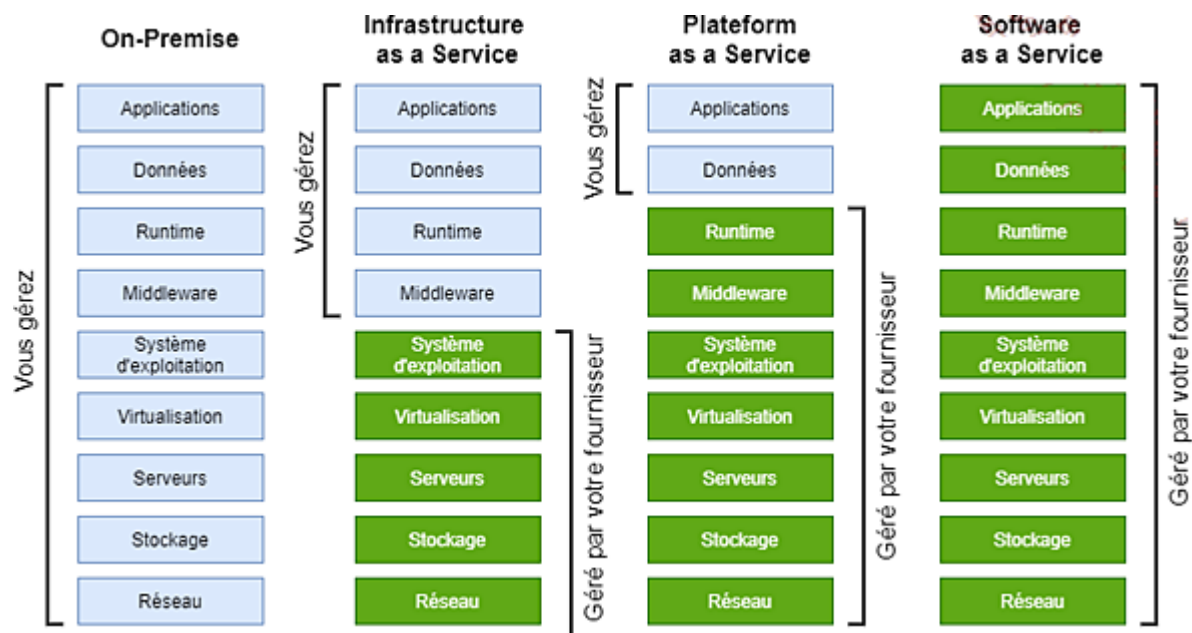 On-Premise
Infrastructure
as a Service
Plateform
as a Service
Software
as a Service
Vous gérez
Applications
Données
Runtime
Middleware
Système
d'exploitation
Virtualisation
Serveurs
Stockage
Réseau
Vous gérez
Applications
Données
Runtime
Middleware
Système
d'exploitation
Virtualisation
Serveurs
Stockage
Réseau
Géré par votre fournisseur
Vous gérez
Applications
Données
Runtime
Middleware
Système
d'exploitation
Virtualisation
Serveurs
Stockage
Réseau
Géré par votre fournisseur
Applications
Données
Runtime
Middleware
Système
d'exploitation
Virtualisation
Serveurs
Stockage
Réseau
Géré par votre fournisseur